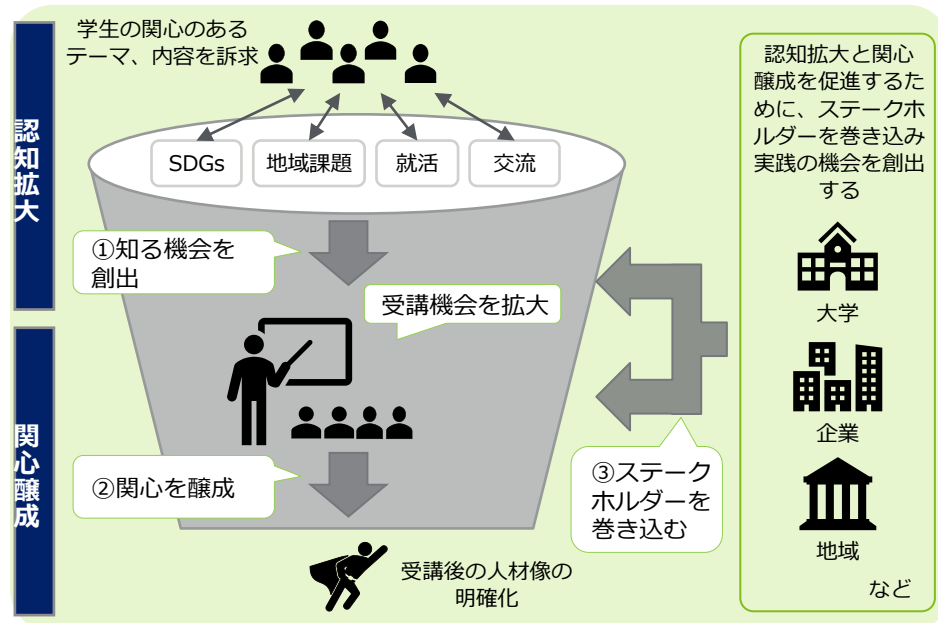 認知拡大
学生の関心のある
テーマ、内容を訴求
SDGs
地域課題
就活
交流
①知る機会を
創出
受講機会を拡大
関心醸成
②関心を醸成
③ステーク
ホルダーを
巻き込む
受講後の人材像の
明確化
認知拡大と関心
醸成を促進するた
めに、ステークホ
ルダーを巻き込み
実践の機会を創出
する
大学
企業
地域
など